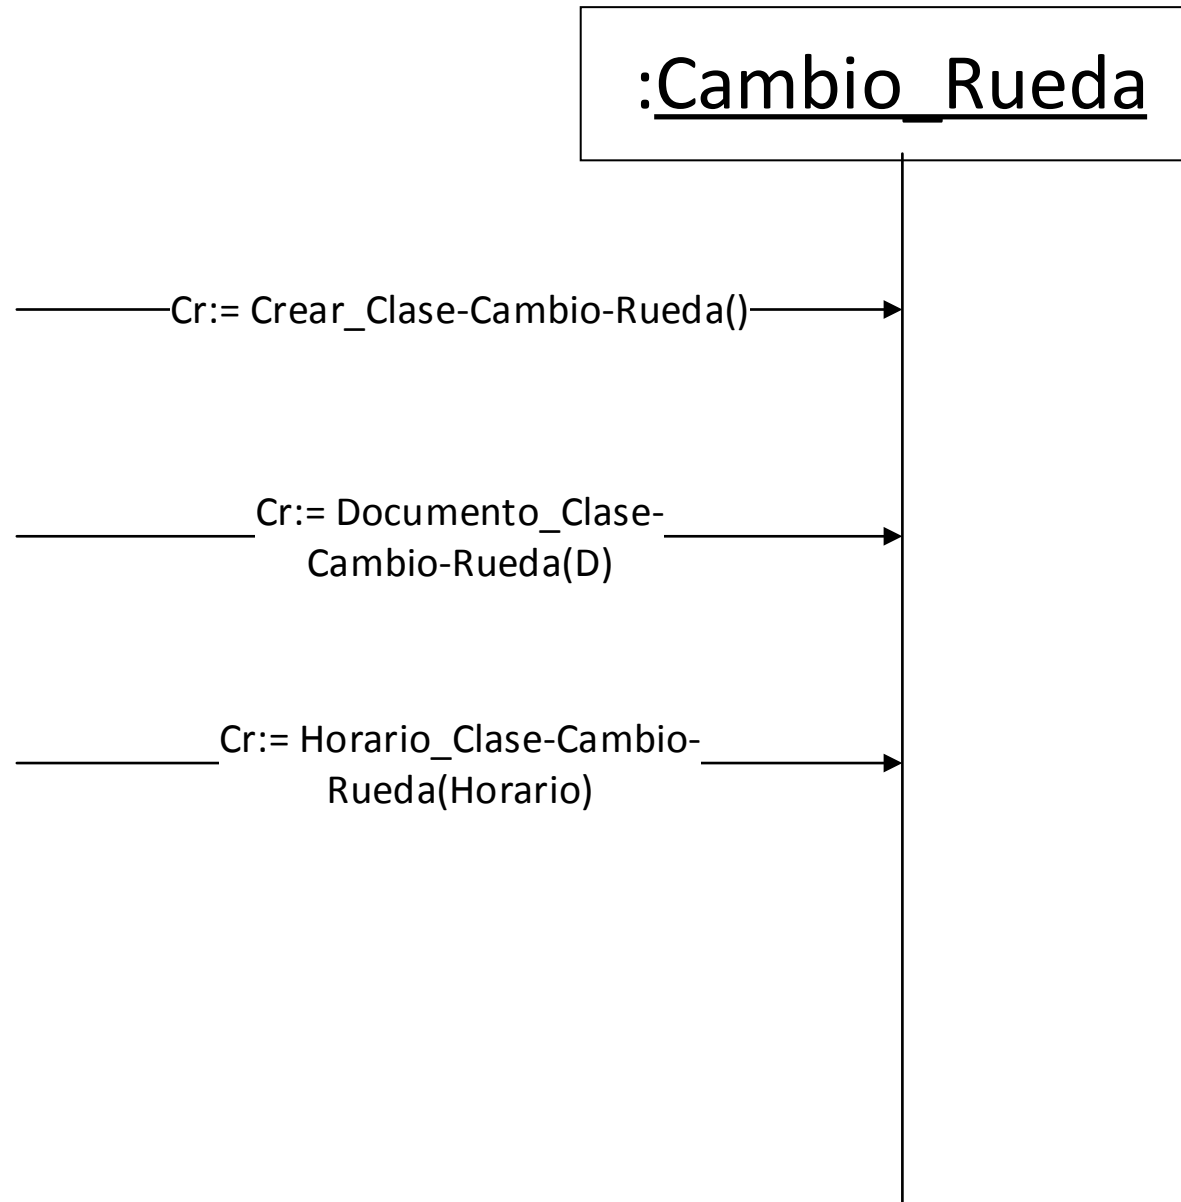 :Cambio_Rueda
Cr:= Crear_Clase-Cambio-Rueda()
Cr:= Documento_Clase-
Cambio-Rueda(D)
Cr:= Horario_Clase-Cambio-
Rueda(Horario)